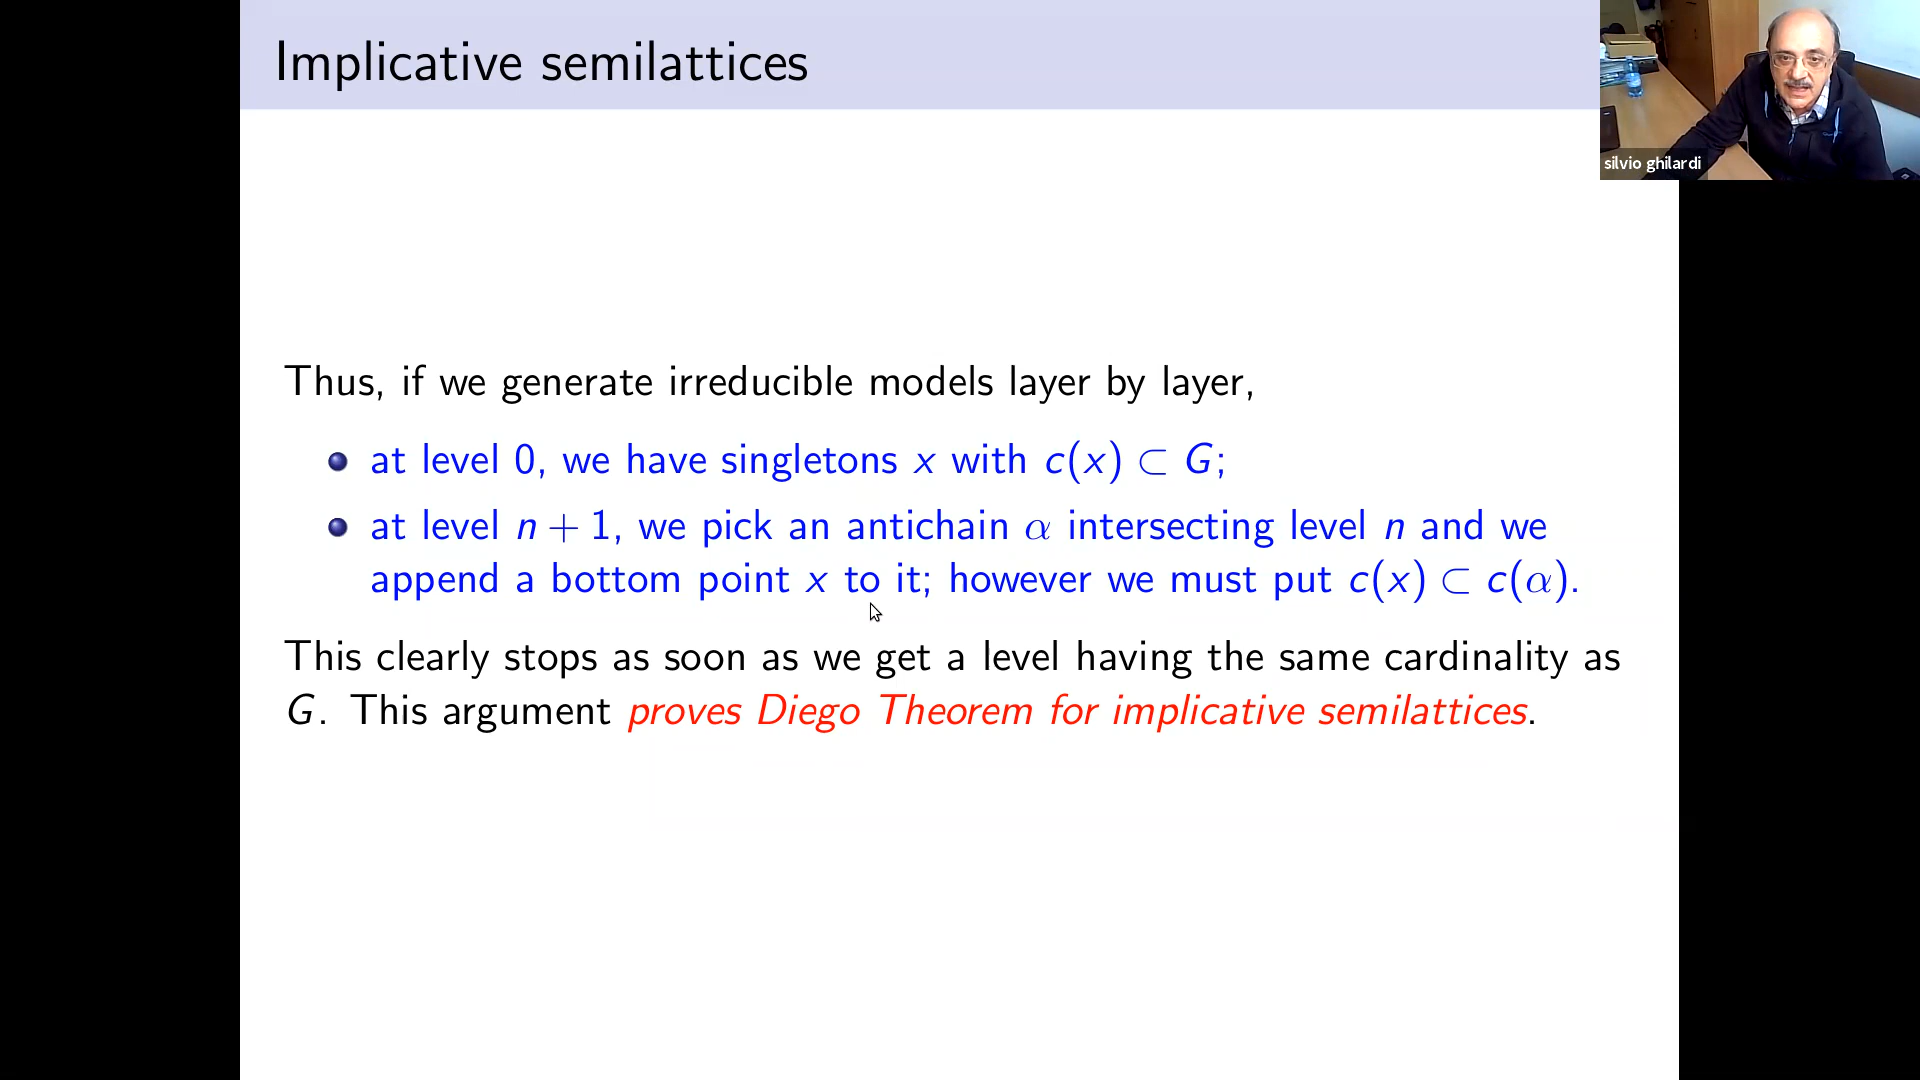 Implicative semilattices
silvio ghilardi
Thus, if we generate irreducible models layer by layer,
at level 0, we have singletons x with c(x) ⊂ G;
at level n + 1, we pick an antichain α intersecting level n and we
append a bottom point x to it; however we must put c(x) ⊂ c(α).
This clearly stops as soon as we get a level having the same cardinality as
G. This argument proves Diego Theorem for implicative semilattices.